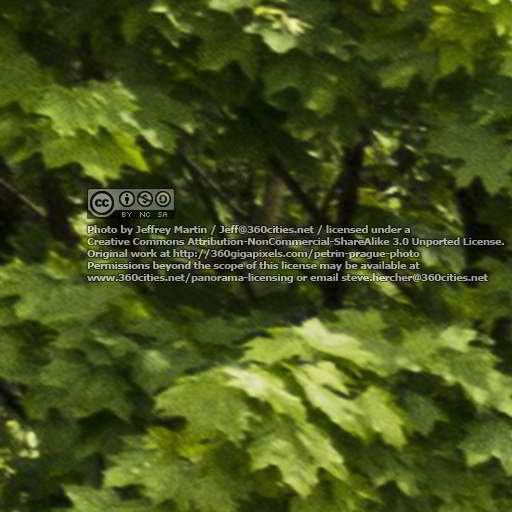 cc
BY NC SA
Photo by Jeffrey Martin / Jeff@360cities.net / licensed under a
Creative Commons Attribution-NonCommercial-ShareAlike 3.0 Unported License.
Original work at http://360gigapixels.com/petrin-prague-photo
Permissions beyond the scope of this license may be available at
www.360cities.net/panorama-licensing or email steve.hercher@360cities.net